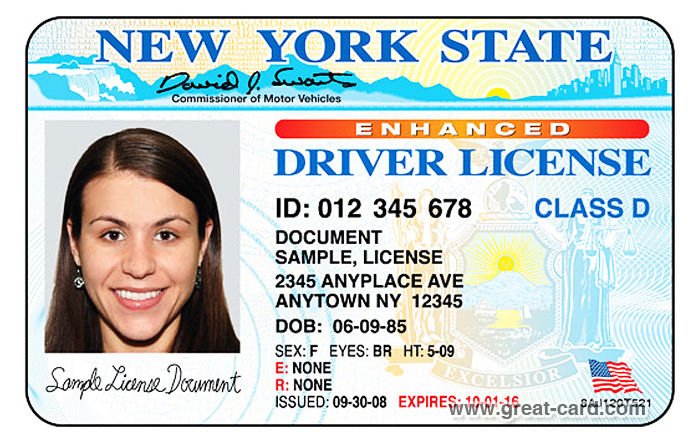 NEW YORK STATE
David J. Swarts
Commissioner of Motor Vehicles
ENHANCED
DRIVER LICENSE
ID: 012 345 678 CLASS D
DOCUMENT
SAMPLE, LICENSE
2345 ANYPLACE AVE
ANYTOWN NY 12345
DOB: 06-09-85
SEX: F EYES: BR HT: 5-09
E: NONE
R: NONE
ISSUED: 09-30-08 EXPIRES: 10-01-16
Sample License Document
EXCELSIOR
www.great-card.com